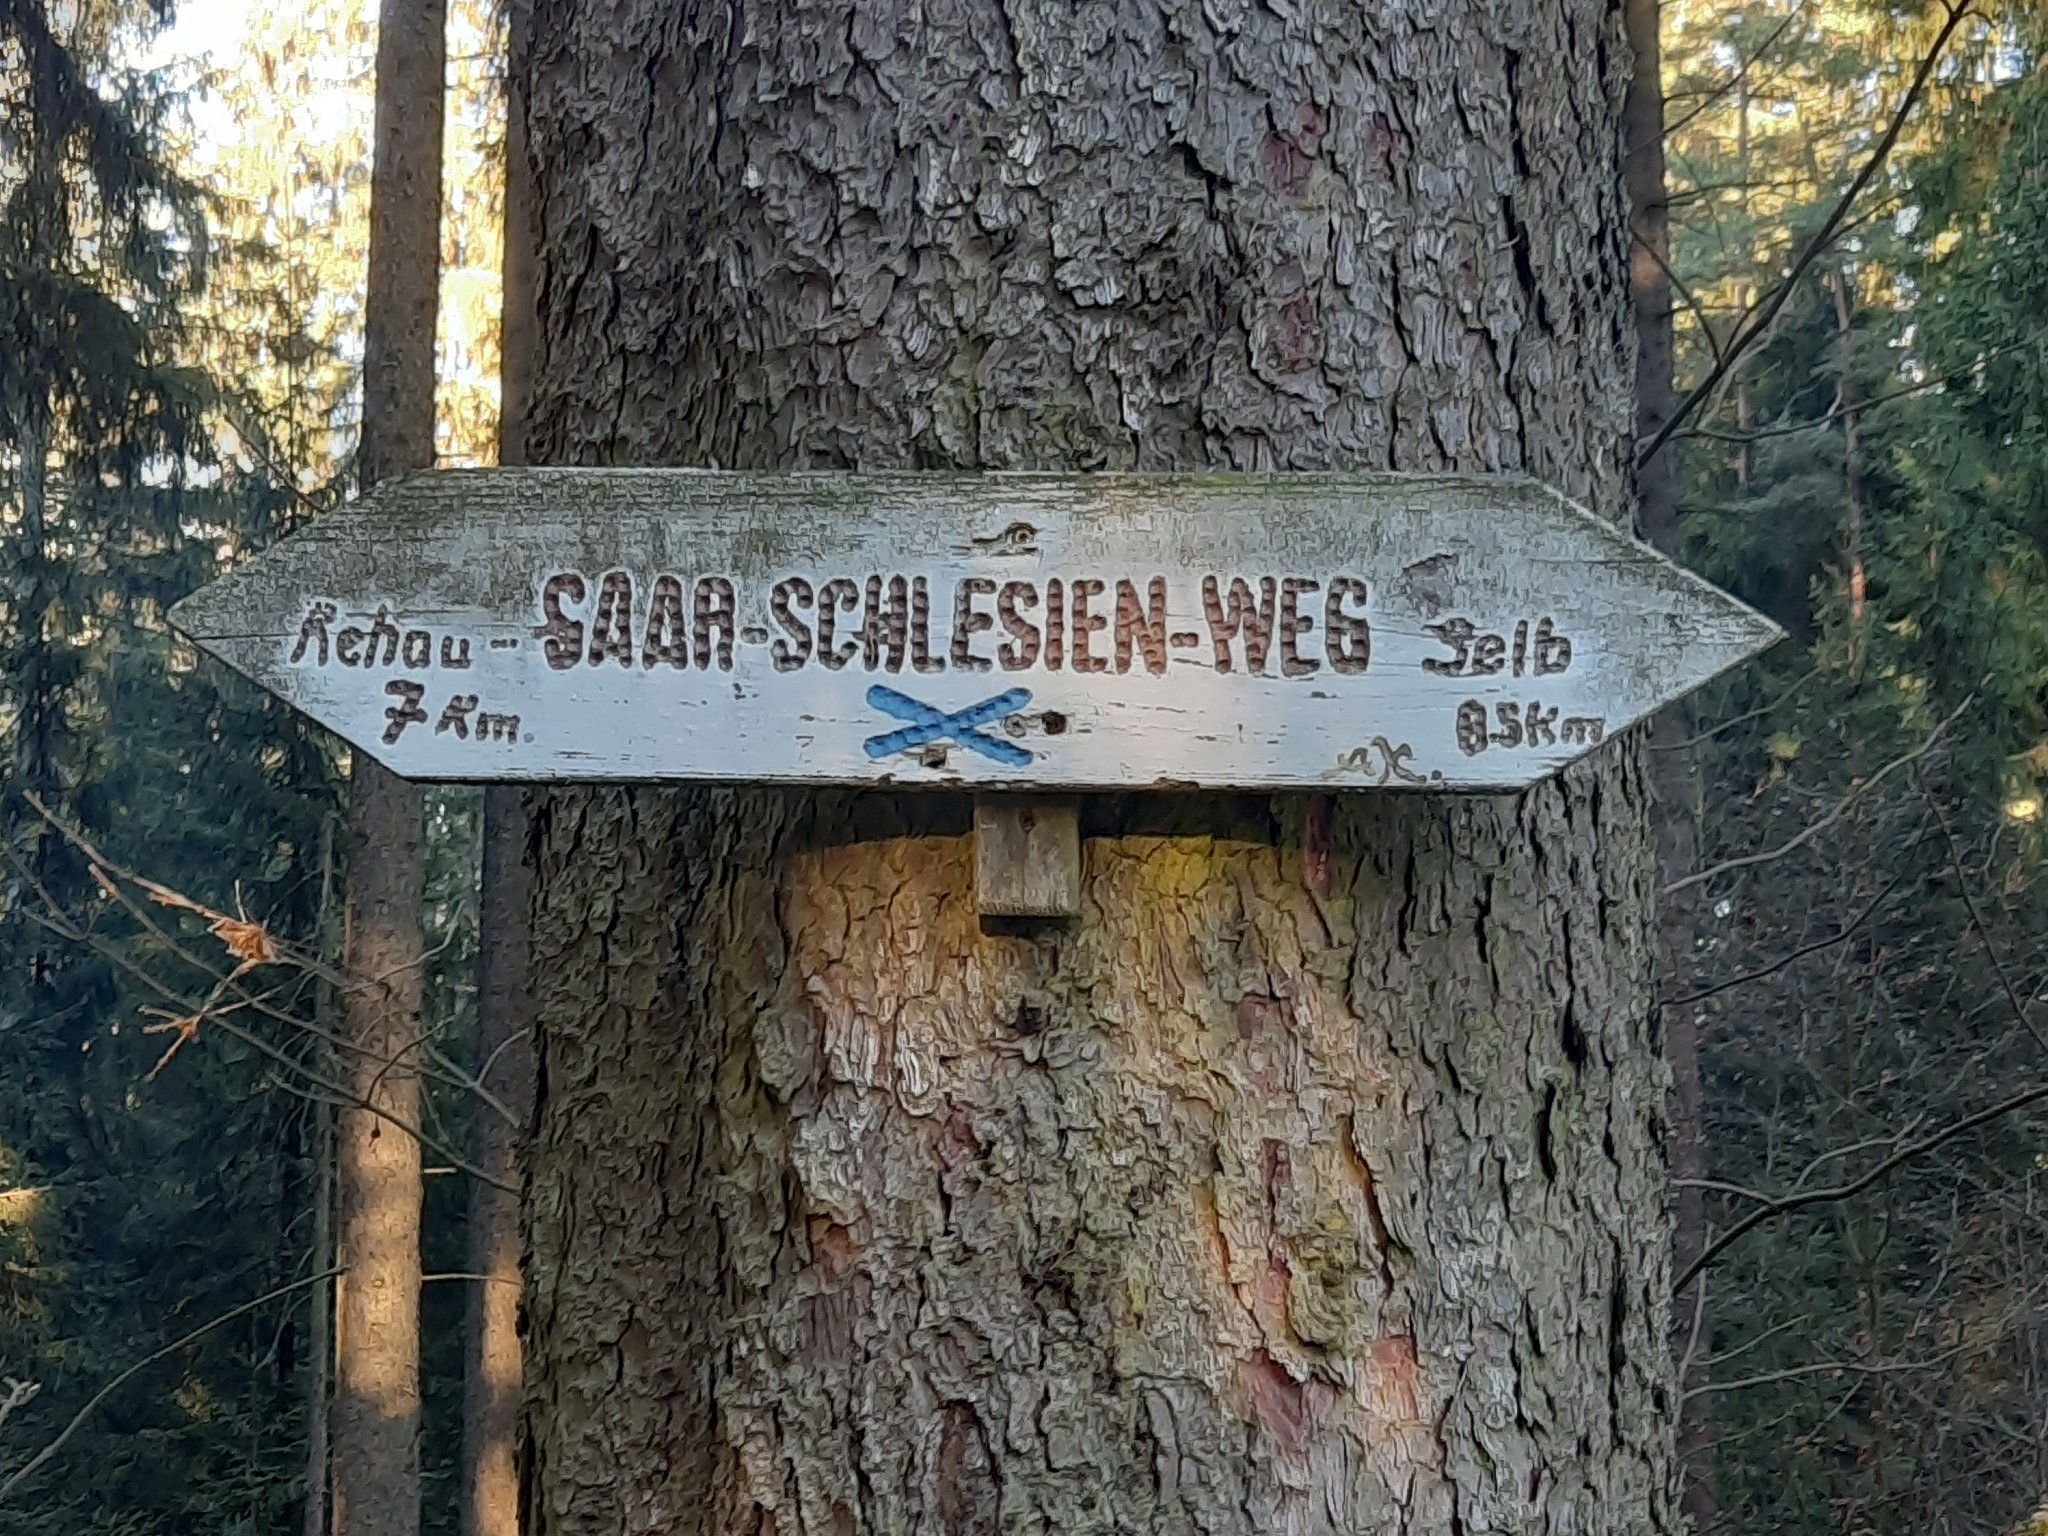 Rehau - SAAR-SCHLESIEN-WEG Selb
7 Km. 8.5 Km